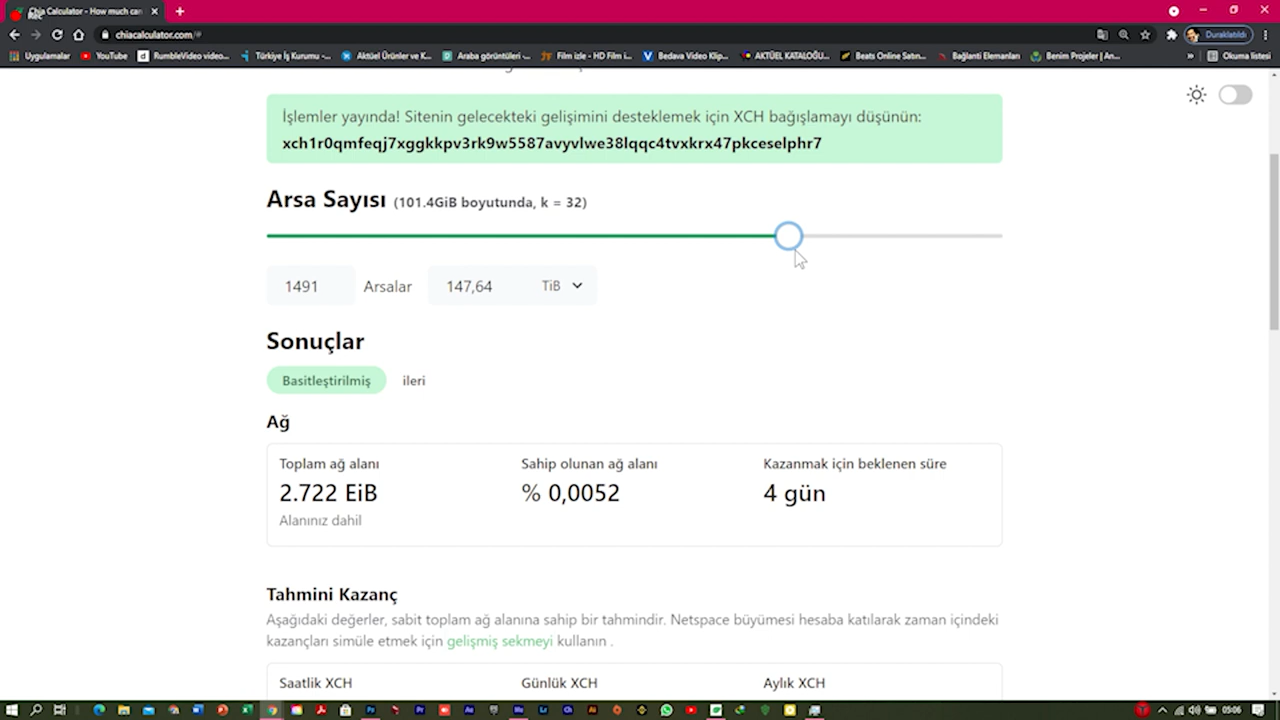 Chia Calculator - How much can
chiacalculator.com/#
Duraklatıldı
Uygulamalar
YouTube
RumbleVideo video...
Türkiye İş Kurumu -...
Aktüel Ürünler ve K...
Araba görüntüleri -...
Film izle - HD Film i...
Bedava Video Klip...
AKTÜEL KATALOĞU...
Beats Online Satın...
Bağlanti Elemanları
Benim Projeler | An...
»
Okuma listesi
İşlemler yayında! Sitenin gelecekteki gelişimini desteklemek için XCH bağışlamayı düşünün:
xch1r0qmfeqj7xggkkpv3rk9w5587avyvlwe38lqqc4tvxkrx47pkceselphr7
Arsa Sayısı (101.4GiB boyutunda, k = 32)
1491 Arsalar 147,64 TiB
Sonuçlar
Basitleştirilmiş ileri
Ağ
Toplam ağ alanı Sahip olunan ağ alanı Kazanmak için beklenen süre
2.722 EiB % 0,0052 4 gün
Alanınız dahil
Tahmini Kazanç
Aşağıdaki değerler, sabit toplam ağ alanına sahip bir tahmindir. Netspace büyümesi hesaba katılarak zaman içindeki
kazançları simüle etmek için gelişmiş sekmeyi kullanın .
Saatlik XCH Günlük XCH Aylık XCH
05:06